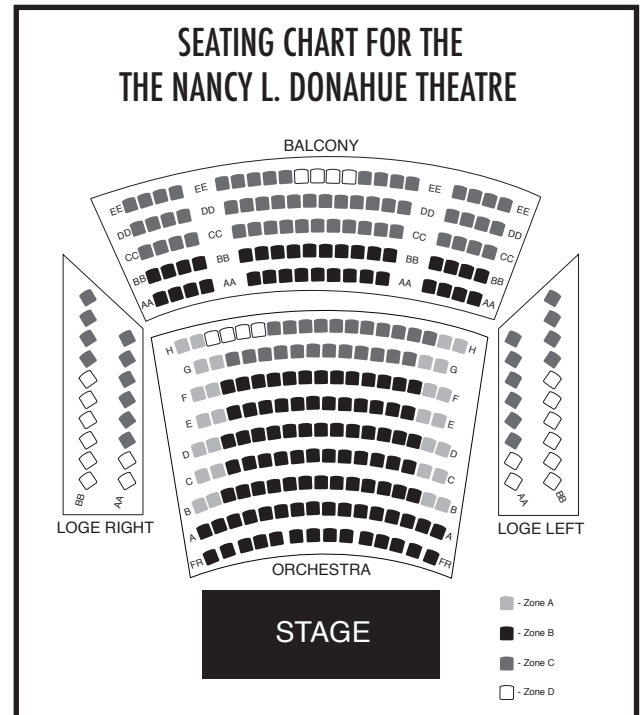 SEATING CHART FOR THE
THE NANCY L. DONAHUE THEATRE
BALCONY
EE EE EE EE
DD DD DD DD
CC CC CC CC
BB BB BB BB
AA AA AA AA
H H
G G
F F
E E
D D
C C
B B
A A
FR FR
BB AA
LOGE RIGHT
AA BB
LOGE LEFT
ORCHESTRA
STAGE
- Zone A
- Zone B
- Zone C
- Zone D